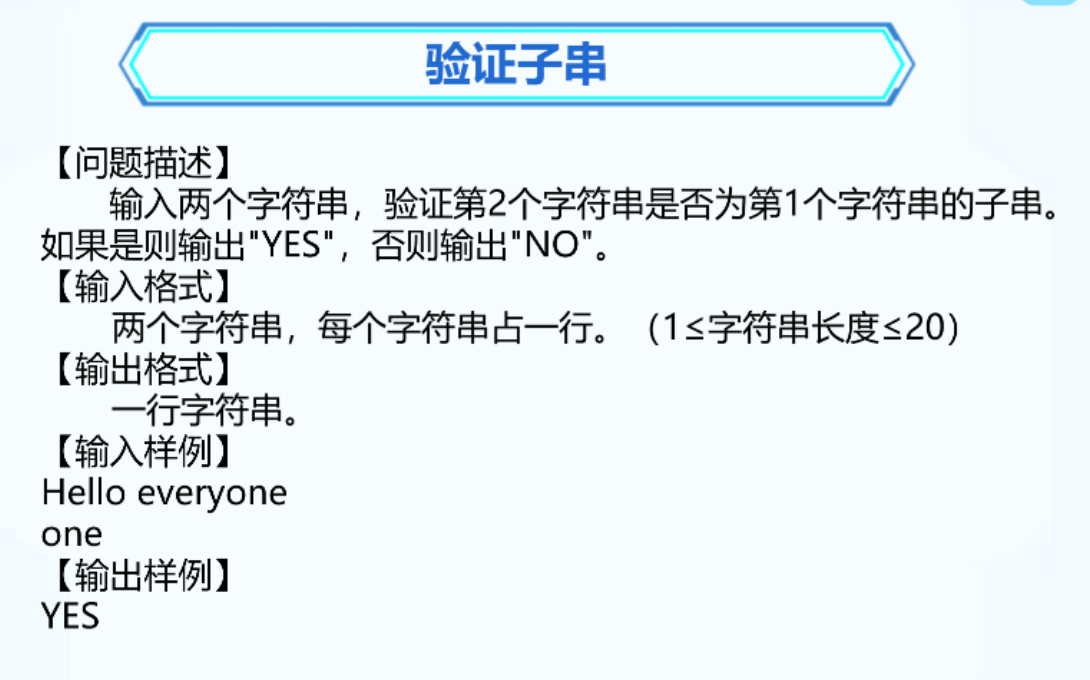 验证子串
【问题描述】
输入两个字符串，验证第2个字符串是否为第1个字符串的子串。
如果是则输出"YES"，否则输出"NO"。
【输入格式】
两个字符串，每个字符串占一行。（1≤字符串长度≤20）
【输出格式】
一行字符串。
【输入样例】
Hello everyone
one
【输出样例】
YES